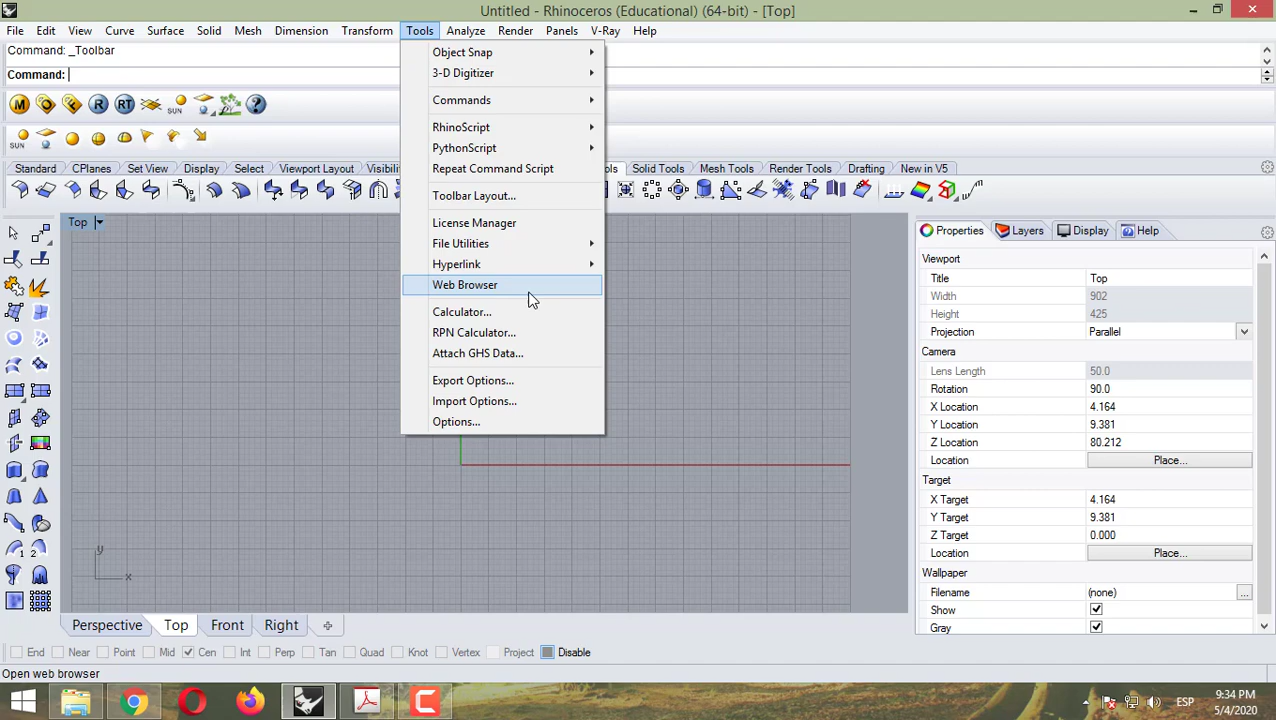 Untitled - Rhinoceros (Educational) (64-bit) - [Top]
File Edit View Curve Surface Solid Mesh Dimension Transform Tools Analyze Render Panels V-Ray Help
Command: _Toolbar
Command:
M R RT SUN ?
SUN
Standard CPlanes Set View Display Select Viewport Layout Solid Tools Mesh Tools Render Tools Drafting New in V5
Object Snap
3-D Digitizer
Commands
RhinoScript
PythonScript
Repeat Command Script
Toolbar Layout...
License Manager
File Utilities
Hyperlink
Web Browser
Calculator...
RPN Calculator...
Attach GHS Data...
Export Options...
Import Options...
Options...
Top
y
x
Properties Layers Display Help
Viewport
Title Top
Width 902
Height 425
Projection Parallel
Camera
Lens Length 50.0
Rotation 90.0
X Location 4.164
Y Location 9.381
Z Location 80.212
Location Place...
Target
X Target 4.164
Y Target 9.381
Z Target 0.000
Location Place...
Wallpaper
Filename (none) ...
Show
Gray
Perspective Top Front Right
End Near Point Mid Cen Int Perp Tan Quad Knot Vertex Project Disable
Open web browser
ESP
9:34 PM
5/4/2020